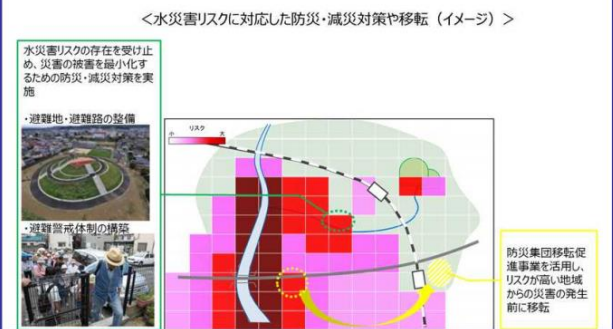 ＜水災害リスクに対応した防災・減災対策や移転（イメージ）＞
水災害リスクの存在を受け止
め、災害の被害を最小化す
るための防災・減災対策を実
施
・避難地・避難路の整備
・避難警戒体制の構築
リスク
小
大
防災集団移転促
進事業を活用し、
リスクが高い地域
からの災害の発生
前に移転